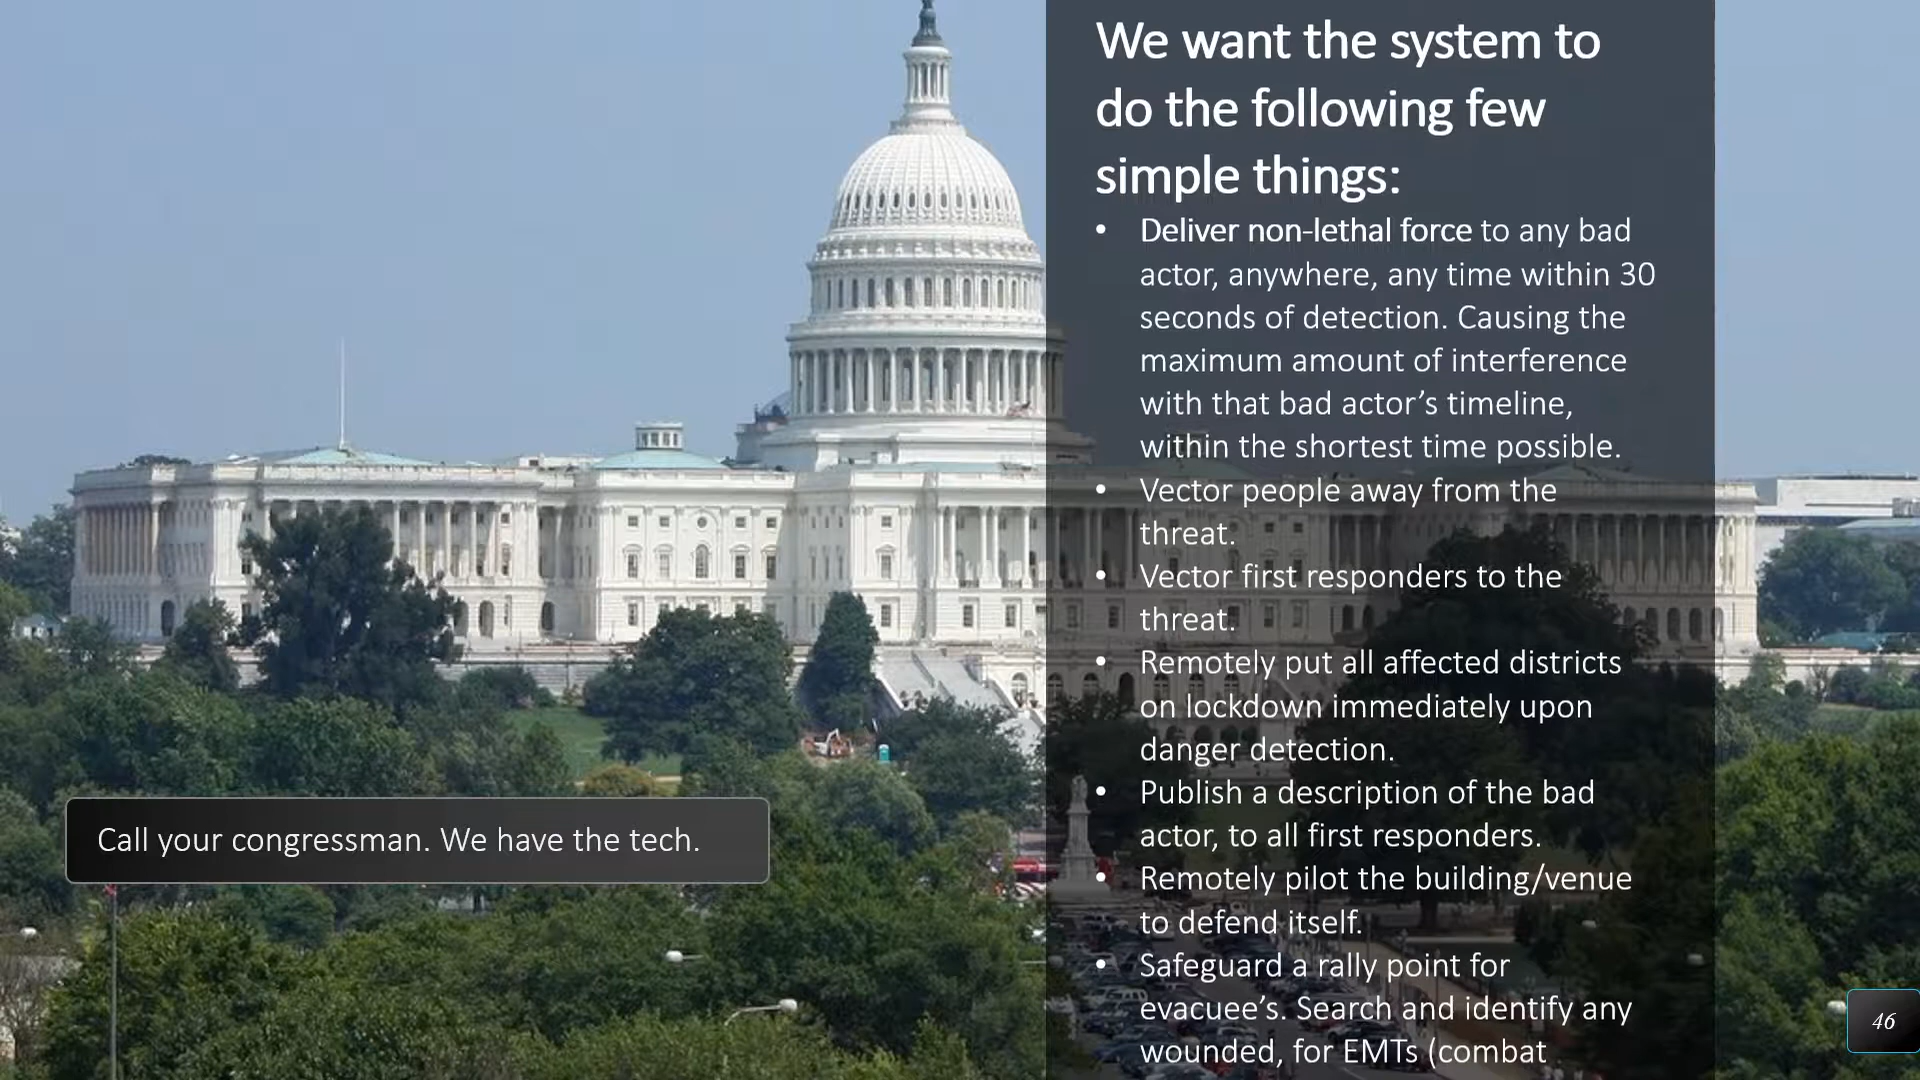 We want the system to
do the following few
simple things:
• Deliver non-lethal force to any bad
actor, anywhere, any time within 30
seconds of detection. Causing the
maximum amount of interference
with that bad actor’s timeline,
within the shortest time possible.
• Vector people away from the
threat.
• Vector first responders to the
threat.
• Remotely put all affected districts
on lockdown immediately upon
danger detection.
• Publish a description of the bad
actor, to all first responders.
• Remotely pilot the building/venue
to defend itself.
• Safeguard a rally point for
evacuee’s. Search and identify any
wounded, for EMTs (combat
Call your congressman. We have the tech.
46